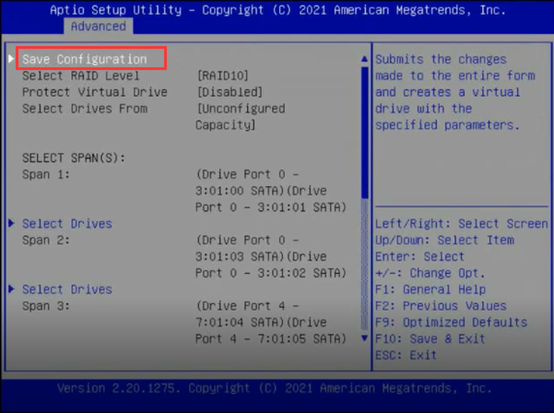 Aptio Setup Utility – Copyright (C) 2021 American Megatrends, Inc.
Advanced
Save Configuration
Select RAID Level [RAID10]
Protect Virtual Drive [Disabled]
Select Drives From [Unconfigured
Capacity]
SELECT SPAN(S):
Span 1: (Drive Port 0 -
3:01:00 SATA)(Drive
Port 0 - 3:01:01 SATA)
Select Drives
Span 2: (Drive Port 0 -
3:01:03 SATA)(Drive
Port 0 - 3:01:02 SATA)
Select Drives
Span 3: (Drive Port 4 -
7:01:04 SATA)(Drive
Port 4 - 7:01:05 SATA)
Submits the changes
made to the entire form
and creates a virtual
drive with the
specified parameters.
Left/Right: Select Screen
Up/Down: Select Item
Enter: Select
+/-: Change Opt.
F1: General Help
F2: Previous Values
F9: Optimized Defaults
F10: Save & Exit
ESC: Exit
Version 2.20.1275. Copyright (C) 2021 American Megatrends, Inc.